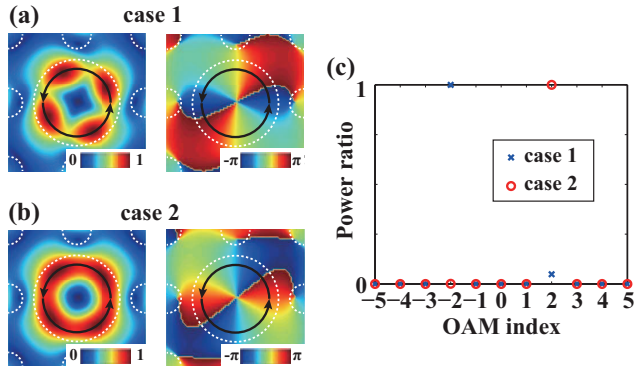 (a) case 1
0 1 -π π
(b) case 2
0 1 -π π
(c)
1
Power ratio
× case 1
○ case 2
0
−5 −4 −3 −2 −1 0 1 2 3 4 5
OAM index